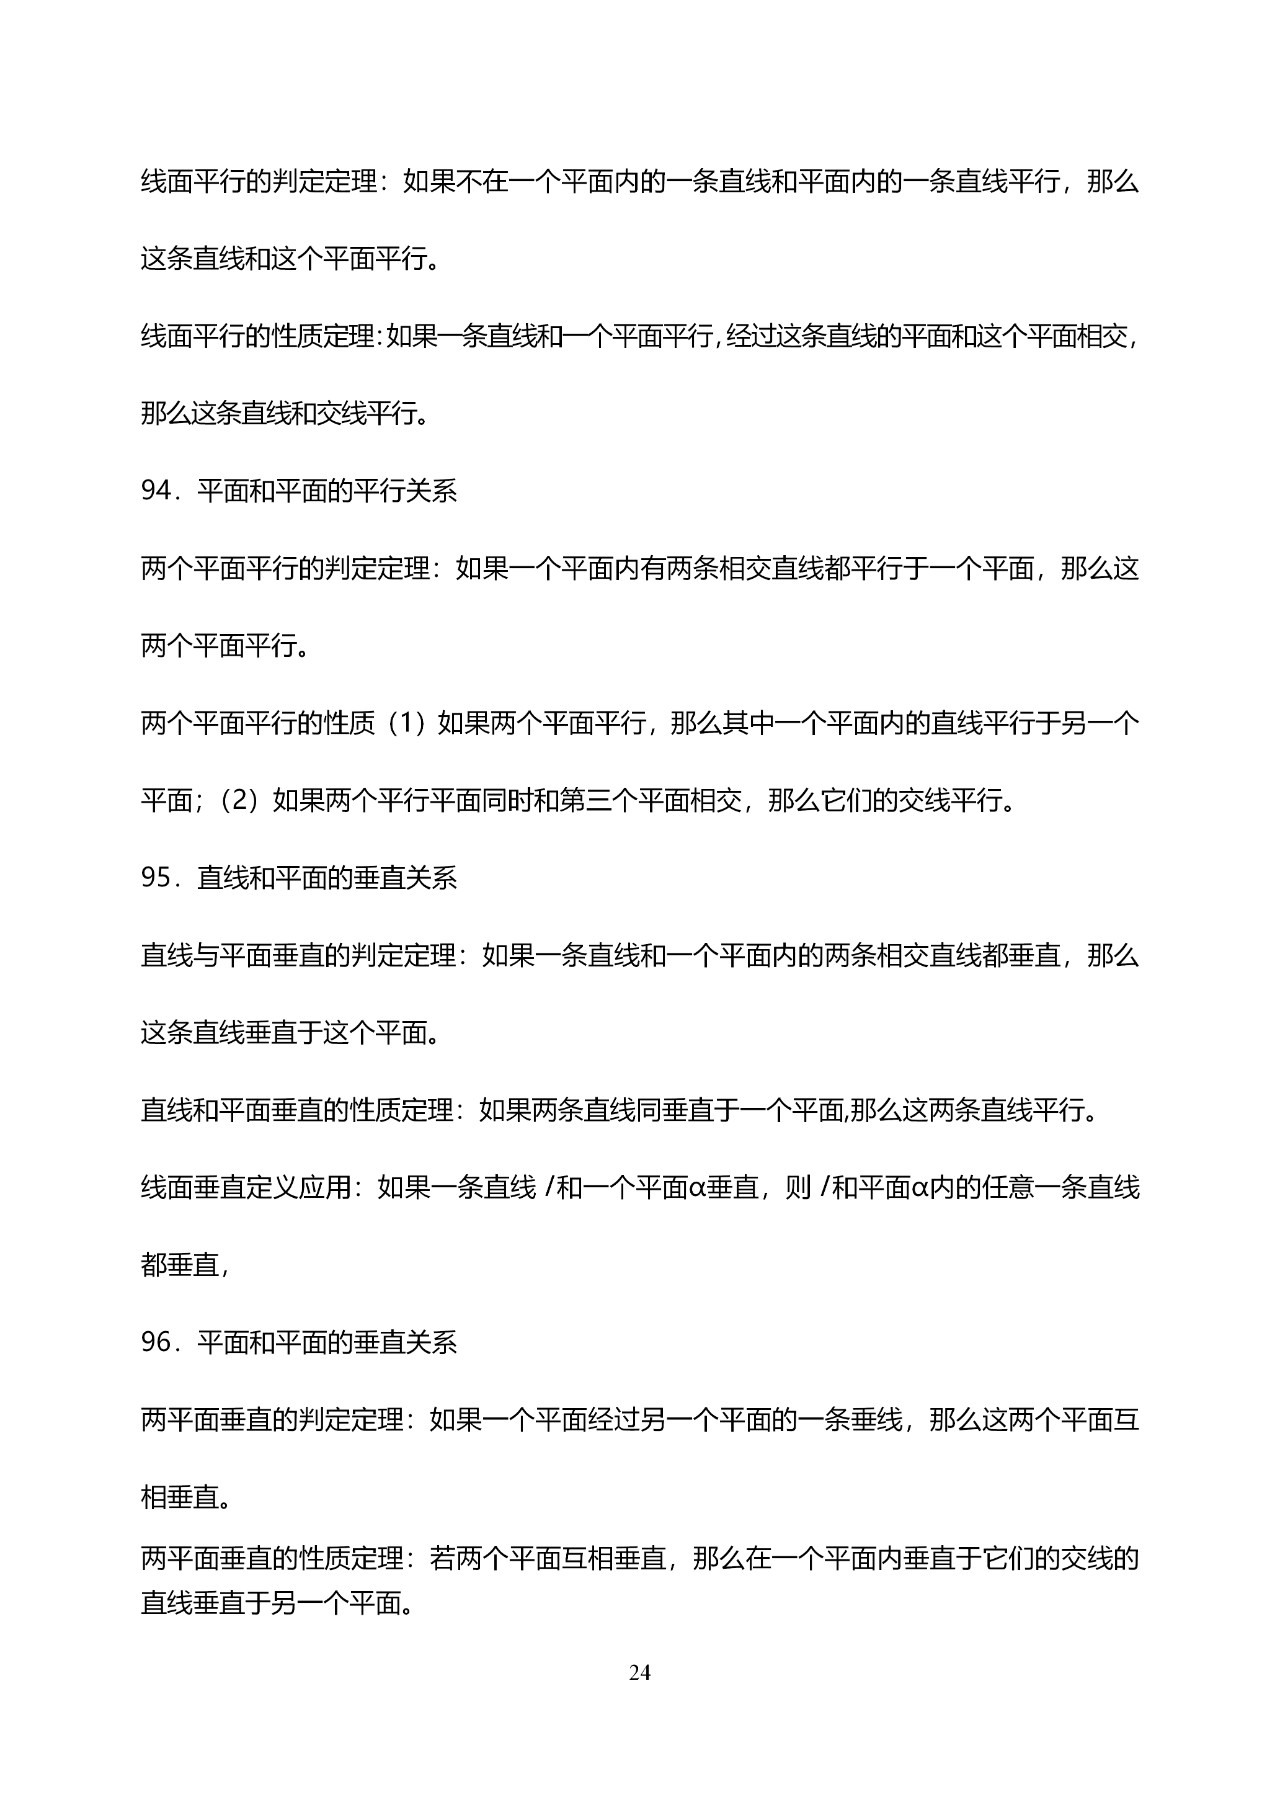 线面平行的判定定理：如果不在一个平面内的一条直线和平面内的一条直线平行，那么
这条直线和这个平面平行。
线面平行的性质定理:如果一条直线和一个平面平行,经过这条直线的平面和这个平面相交，
那么这条直线和交线平行。
94．平面和平面的平行关系
两个平面平行的判定定理：如果一个平面内有两条相交直线都平行于一个平面，那么这
两个平面平行。
两个平面平行的性质（1）如果两个平面平行，那么其中一个平面内的直线平行于另一个
平面；（2）如果两个平行平面同时和第三个平面相交，那么它们的交线平行。
95．直线和平面的垂直关系
直线与平面垂直的判定定理：如果一条直线和一个平面内的两条相交直线都垂直，那么
这条直线垂直于这个平面。
直线和平面垂直的性质定理：如果两条直线同垂直于一个平面,那么这两条直线平行。
线面垂直定义应用：如果一条直线 l和一个平面α垂直，则 l和平面α内的任意一条直线
都垂直，
96．平面和平面的垂直关系
两平面垂直的判定定理：如果一个平面经过另一个平面的一条垂线，那么这两个平面互
相垂直。
两平面垂直的性质定理：若两个平面互相垂直，那么在一个平面内垂直于它们的交线的
直线垂直于另一个平面。
24